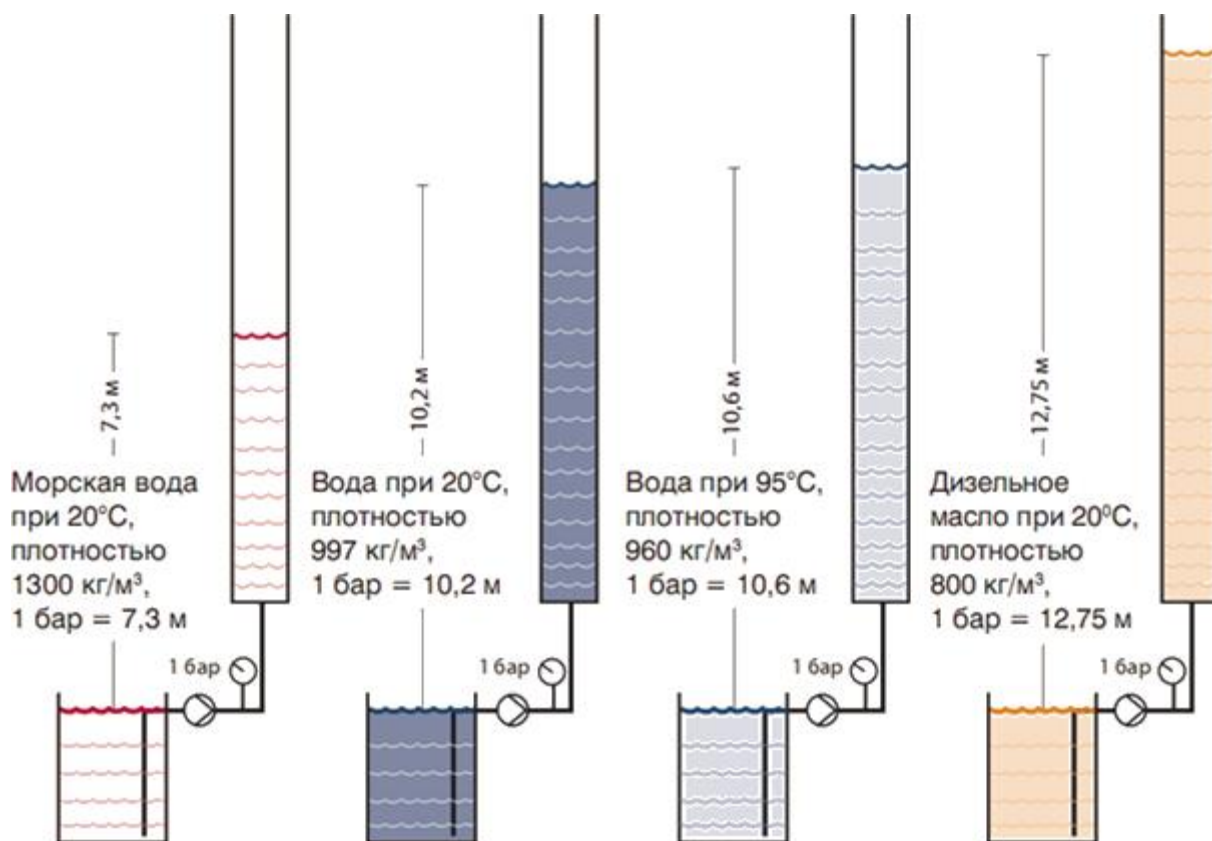 7,3 м
Морская вода
при 20°C,
плотностью
1300 кг/м³,
1 бар = 7,3 м
1 бар
10,2 м
Вода при 20°C,
плотностью
997 кг/м³,
1 бар = 10,2 м
1 бар
10,6 м
Вода при 95°C,
плотностью
960 кг/м³,
1 бар = 10,6 м
1 бар
12,75 м
Дизельное
масло при 20⁰C,
плотностью
800 кг/м³,
1 бар = 12,75 м
1 бар